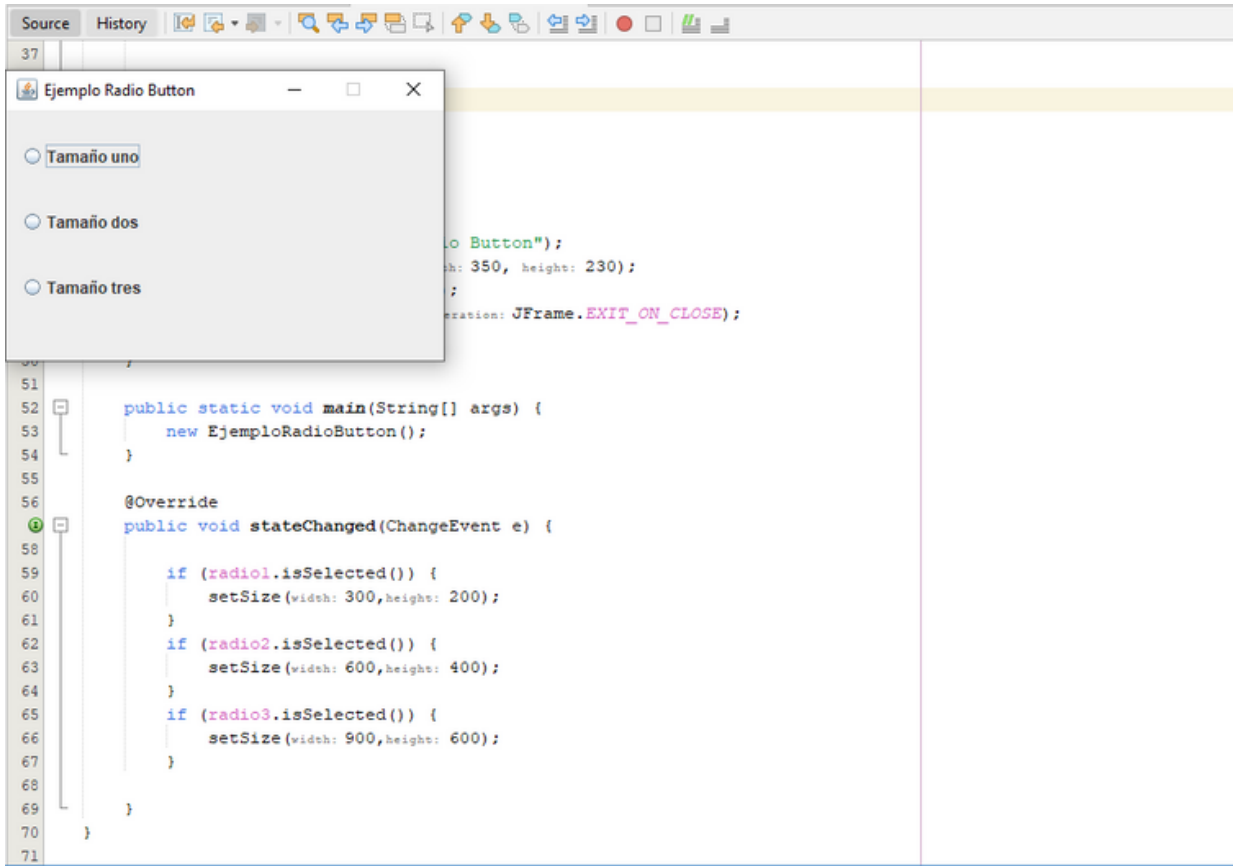 Source History
37
Ejemplo Radio Button
Tamaño uno
Tamaño dos
Tamaño tres
io Button");
350, height: 230);
);
JFrame.EXIT_ON_CLOSE);
}
51
52 public static void main(String[] args) {
53 new EjemploRadioButton();
54 }
55
56 @Override
public void stateChanged(ChangeEvent e) {
58
59 if (radio1.isSelected()) {
60 setSize(width: 300,height: 200);
61 }
62 if (radio2.isSelected()) {
63 setSize(width: 600,height: 400);
64 }
65 if (radio3.isSelected()) {
66 setSize(width: 900,height: 600);
67 }
68
69 }
70 }
71